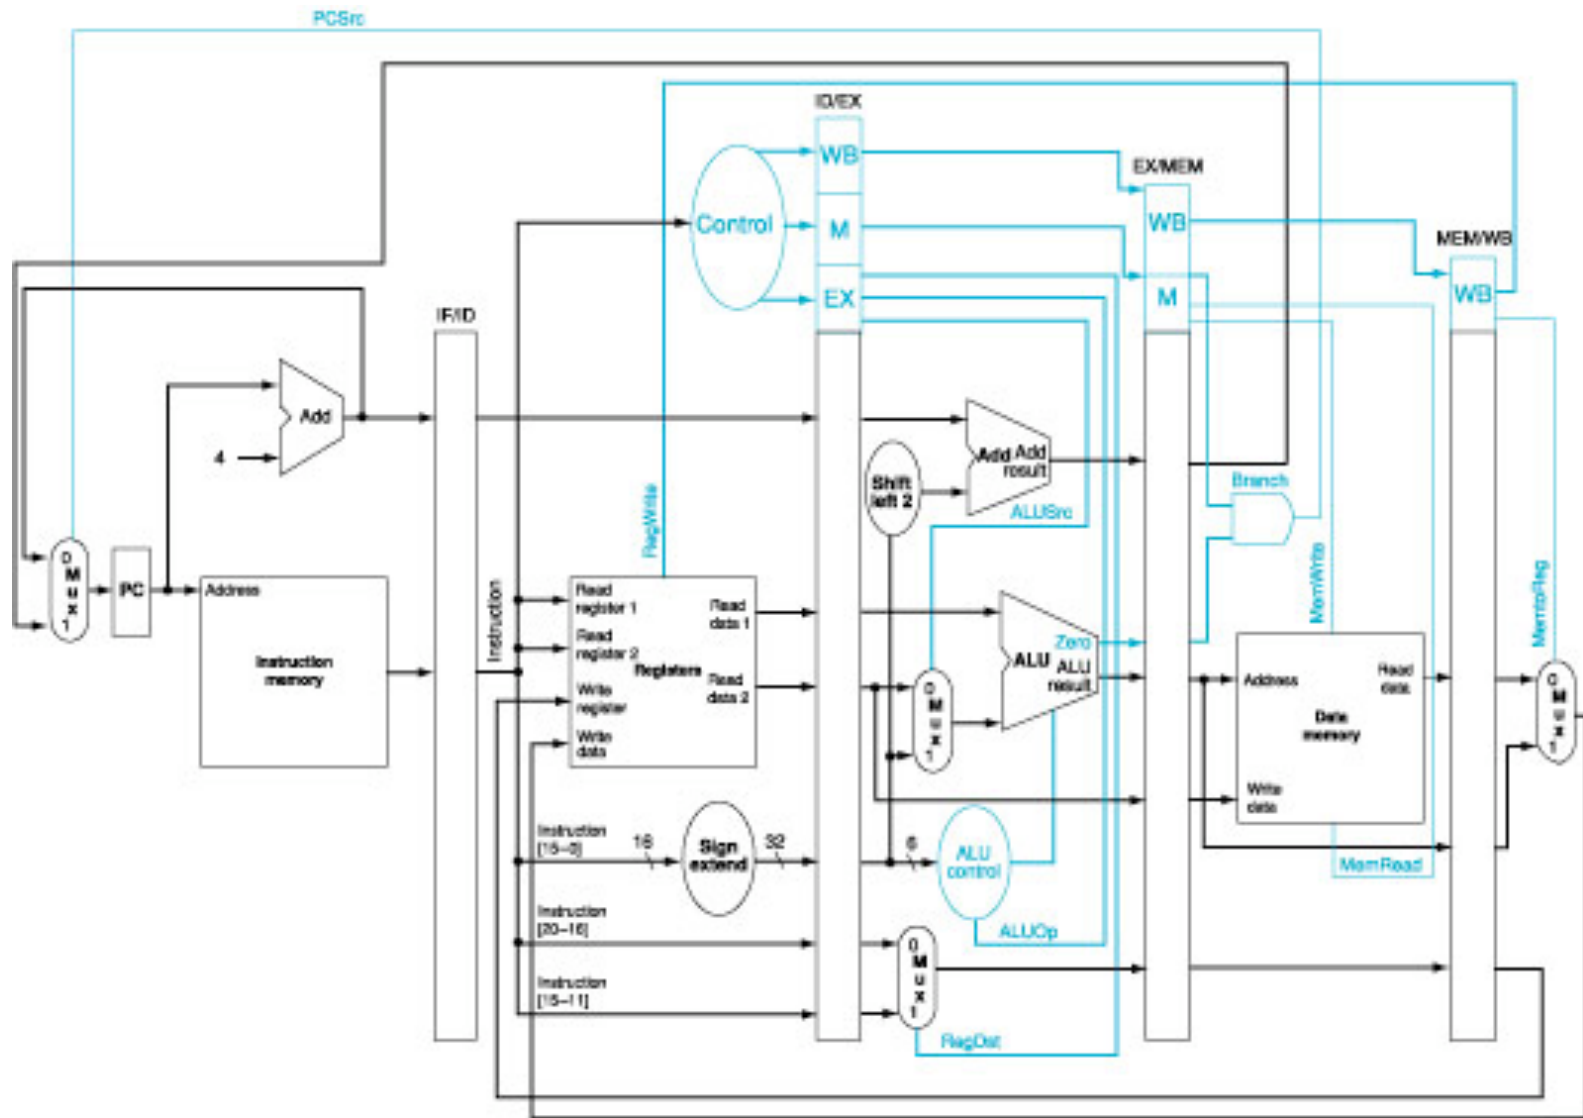 PCSrc
ID/EX
WB
EX/MEM
Control
M
WB
MEM/WB
EX
M
WB
IF/ID
Add
4
Add Add
result
Shift
left 2
Branch
ALUSrc
RegWrite
MemWrite
MemtoReg
0
M
u
x
1
PC
Address
Instruction
memory
Instruction
Read
register 1
Read
register 2
Registers
Write
register
Write
data
Read
data 1
Read
data 2
0
M
u
x
1
Zero
ALU
ALU
result
Address
Read
data
Data
memory
Write
data
0
M
u
x
1
Instruction
[15–0]
16
Sign
extend
32
6
ALU
control
MemRead
Instruction
[20–16]
ALUOp
0
M
u
x
1
Instruction
[15–11]
RegDst